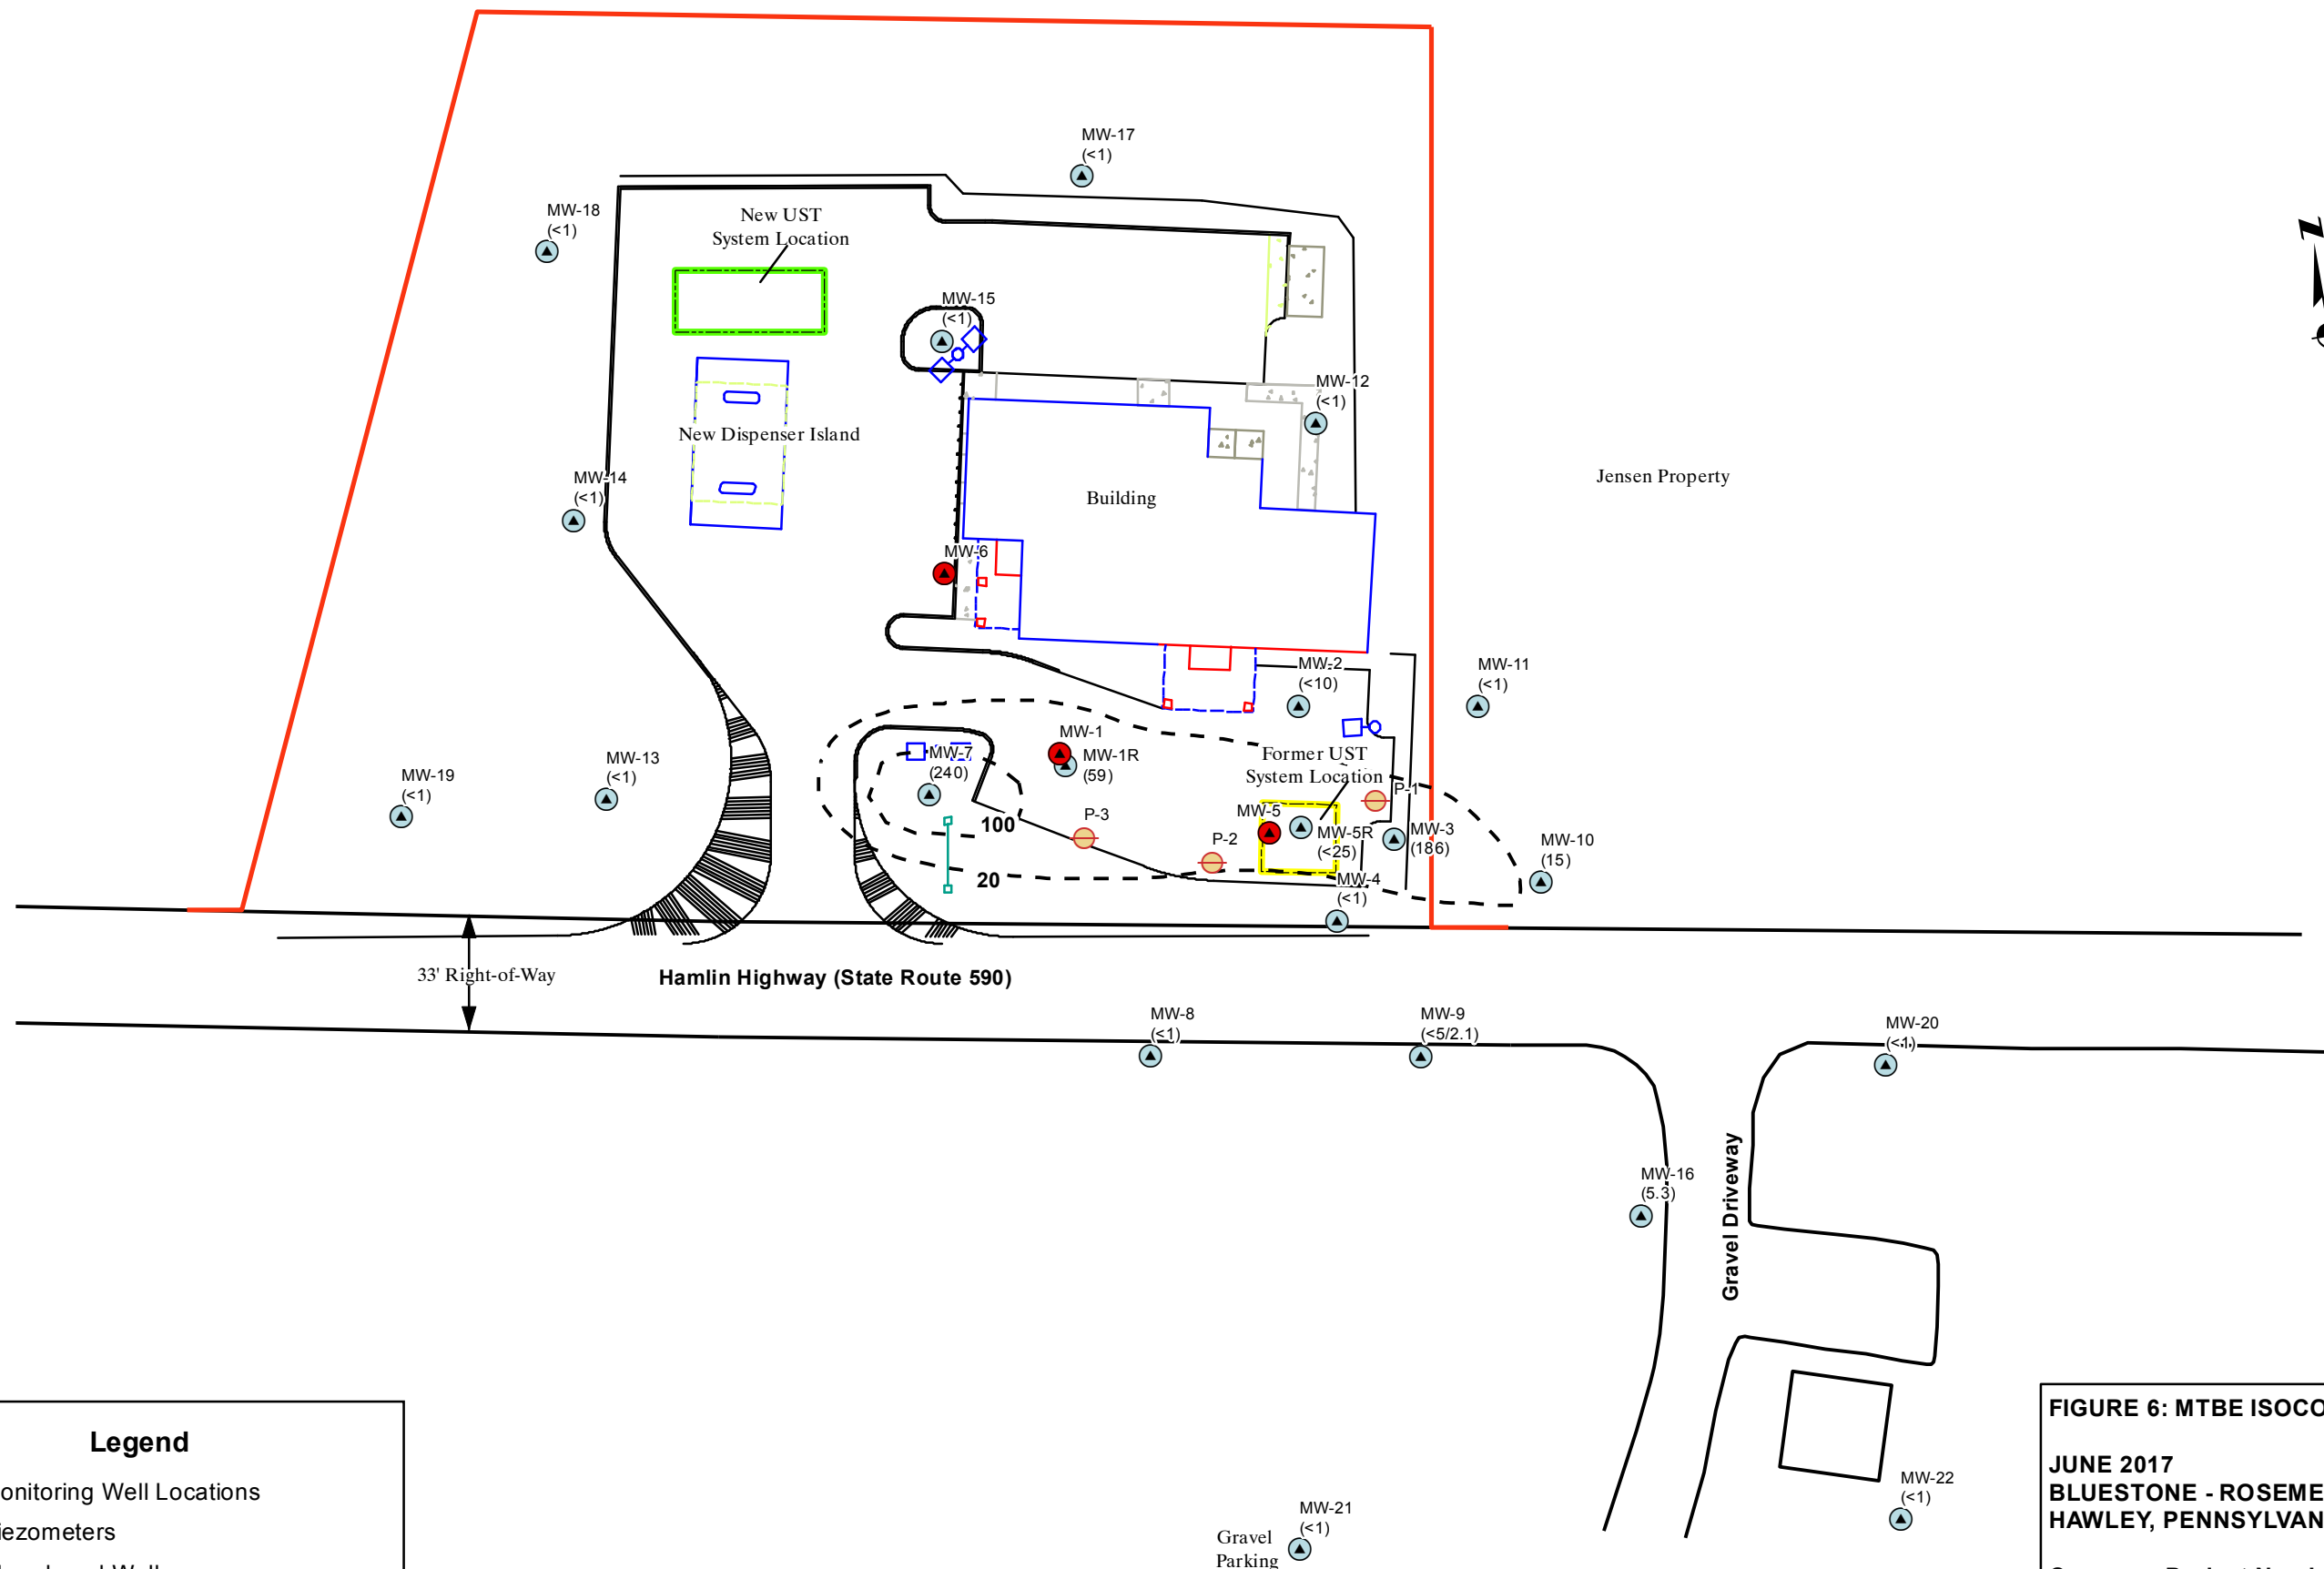 MW-17
(<1)
MW-18
(<1)
New UST
System Location
MW-15
(<1)
MW-12
(<1)
New Dispenser Island
Jensen Property
MW-14
(<1)
Building
MW-6
MW-2
(<10)
MW-11
(<1)
MW-1
MW-1R
(59)
MW-7
(240)
Former UST
System Location
MW-13
(<1)
MW-19
(<1)
P-1
P-3
100
MW-5
MW-5R
(<25)
MW-3
(186)
P-2
MW-10
(15)
20
MW-4
(<1)
33' Right-of-Way
Hamlin Highway (State Route 590)
MW-8
(<1)
MW-9
(<5/2.1)
MW-20
(<1)
MW-16
(5.3)
Gravel Driveway
Legend
onitoring Well Locations
iezometers
FIGURE 6: MTBE ISOCO
JUNE 2017
BLUESTONE - ROSEME
HAWLEY, PENNSYLVAN
MW-22
(<1)
MW-21
(<1)
Gravel
Parking